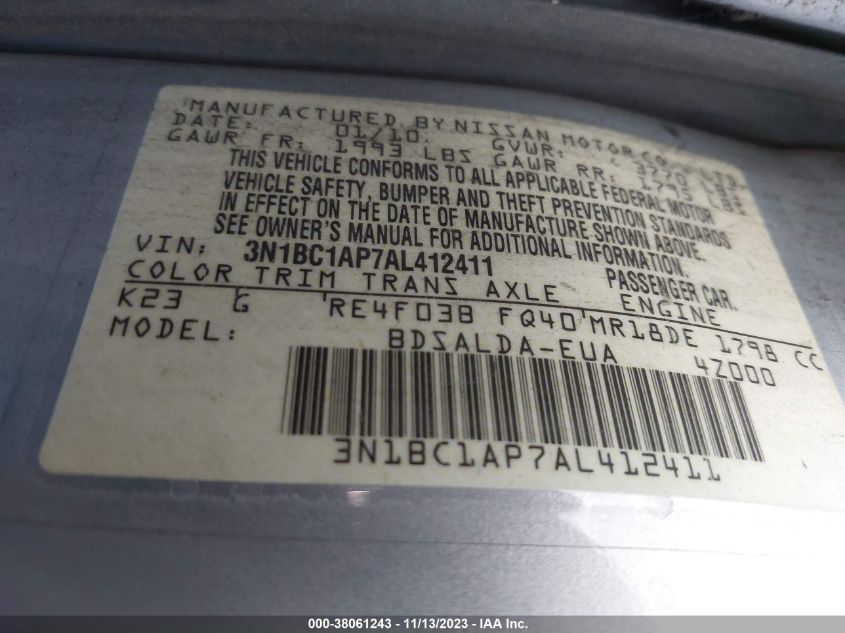 MANUFACTURED BY NISSAN MOTOR CO., LTD.
DATE: 01/10. GVWR: 3770 LBS
GAWR FR: 1993 LBS GAWR RR: 1795 LBS
THIS VEHICLE CONFORMS TO ALL APPLICABLE FEDERAL MOTOR
VEHICLE SAFETY, BUMPER AND THEFT PREVENTION STANDARDS
IN EFFECT ON THE DATE OF MANUFACTURE SHOWN ABOVE.
SEE OWNER'S MANUAL FOR ADDITIONAL INFORMATION.
VIN: 3N1BC1AP7AL412411 PASSENGER CAR.
COLOR TRIM TRANS AXLE ENGINE
K23 G RE4F03B FQ40 MR18DE 1798 CC
MODEL: BDSALDA-EUA 4Z000
3N1BC1AP7AL412411
000-38061243 - 11/13/2023 - IAA Inc.